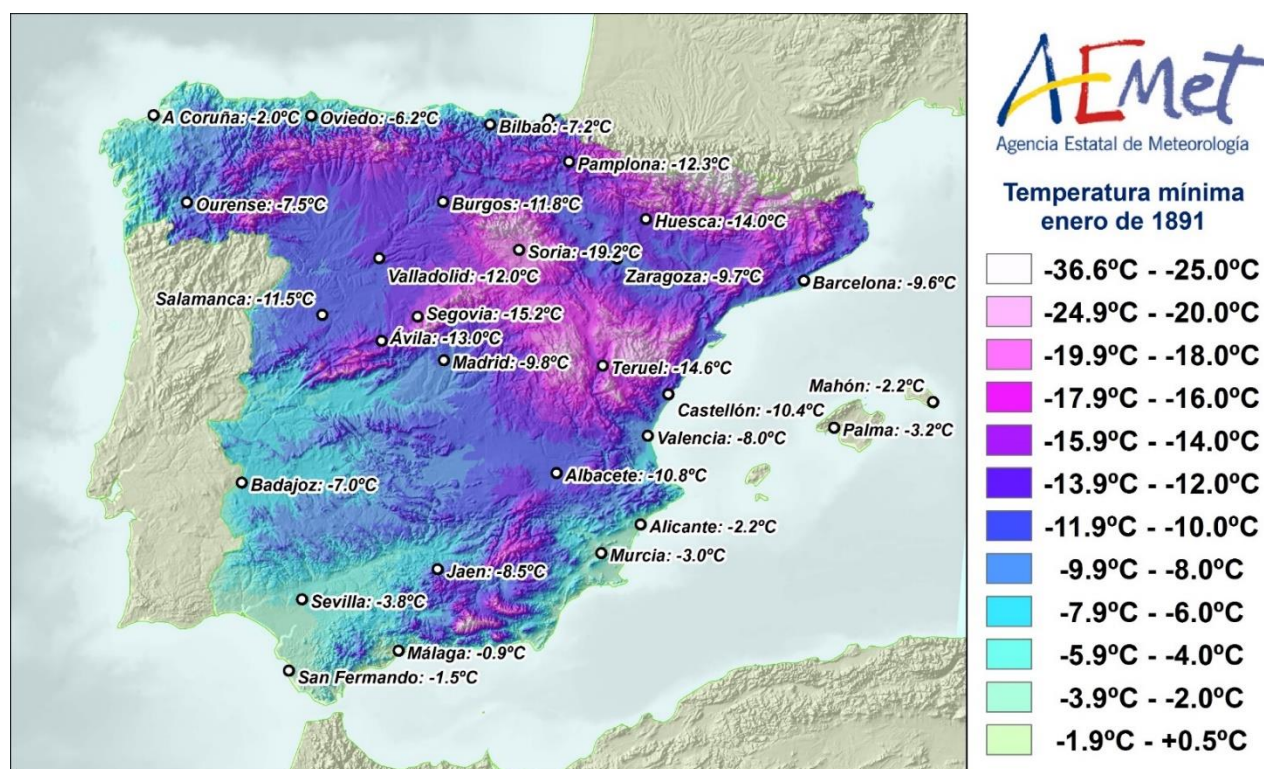 A Coruña: -2.0ºC
Oviedo: -6.2ºC
Bilbao: -7.2ºC
Pamplona: -12.3ºC
Ourense: -7.5ºC
Burgos: -11.8ºC
Huesca: -14.0ºC
Soria: -19.2ºC
Valladolid: -12.0ºC
Zaragoza: -9.7ºC
Barcelona: -9.6ºC
Salamanca: -11.5ºC
Segovia: -15.2ºC
Ávila: -13.0ºC
Madrid: -9.8ºC
Teruel: -14.6ºC
Mahón: -2.2ºC
Castellón: -10.4ºC
Palma: -3.2ºC
Valencia: -8.0ºC
Albacete: -10.8ºC
Badajoz: -7.0ºC
Alicante: -2.2ºC
Murcia: -3.0ºC
Jaen: -8.5ºC
Sevilla: -3.8ºC
Málaga: -0.9ºC
San Fermando: -1.5ºC
AEMet
Agencia Estatal de Meteorología
Temperatura mínima
enero de 1891
-36.6ºC - -25.0ºC
-24.9ºC - -20.0ºC
-19.9ºC - -18.0ºC
-17.9ºC - -16.0ºC
-15.9ºC - -14.0ºC
-13.9ºC - -12.0ºC
-11.9ºC - -10.0ºC
-9.9ºC - -8.0ºC
-7.9ºC - -6.0ºC
-5.9ºC - -4.0ºC
-3.9ºC - -2.0ºC
-1.9ºC - +0.5ºC